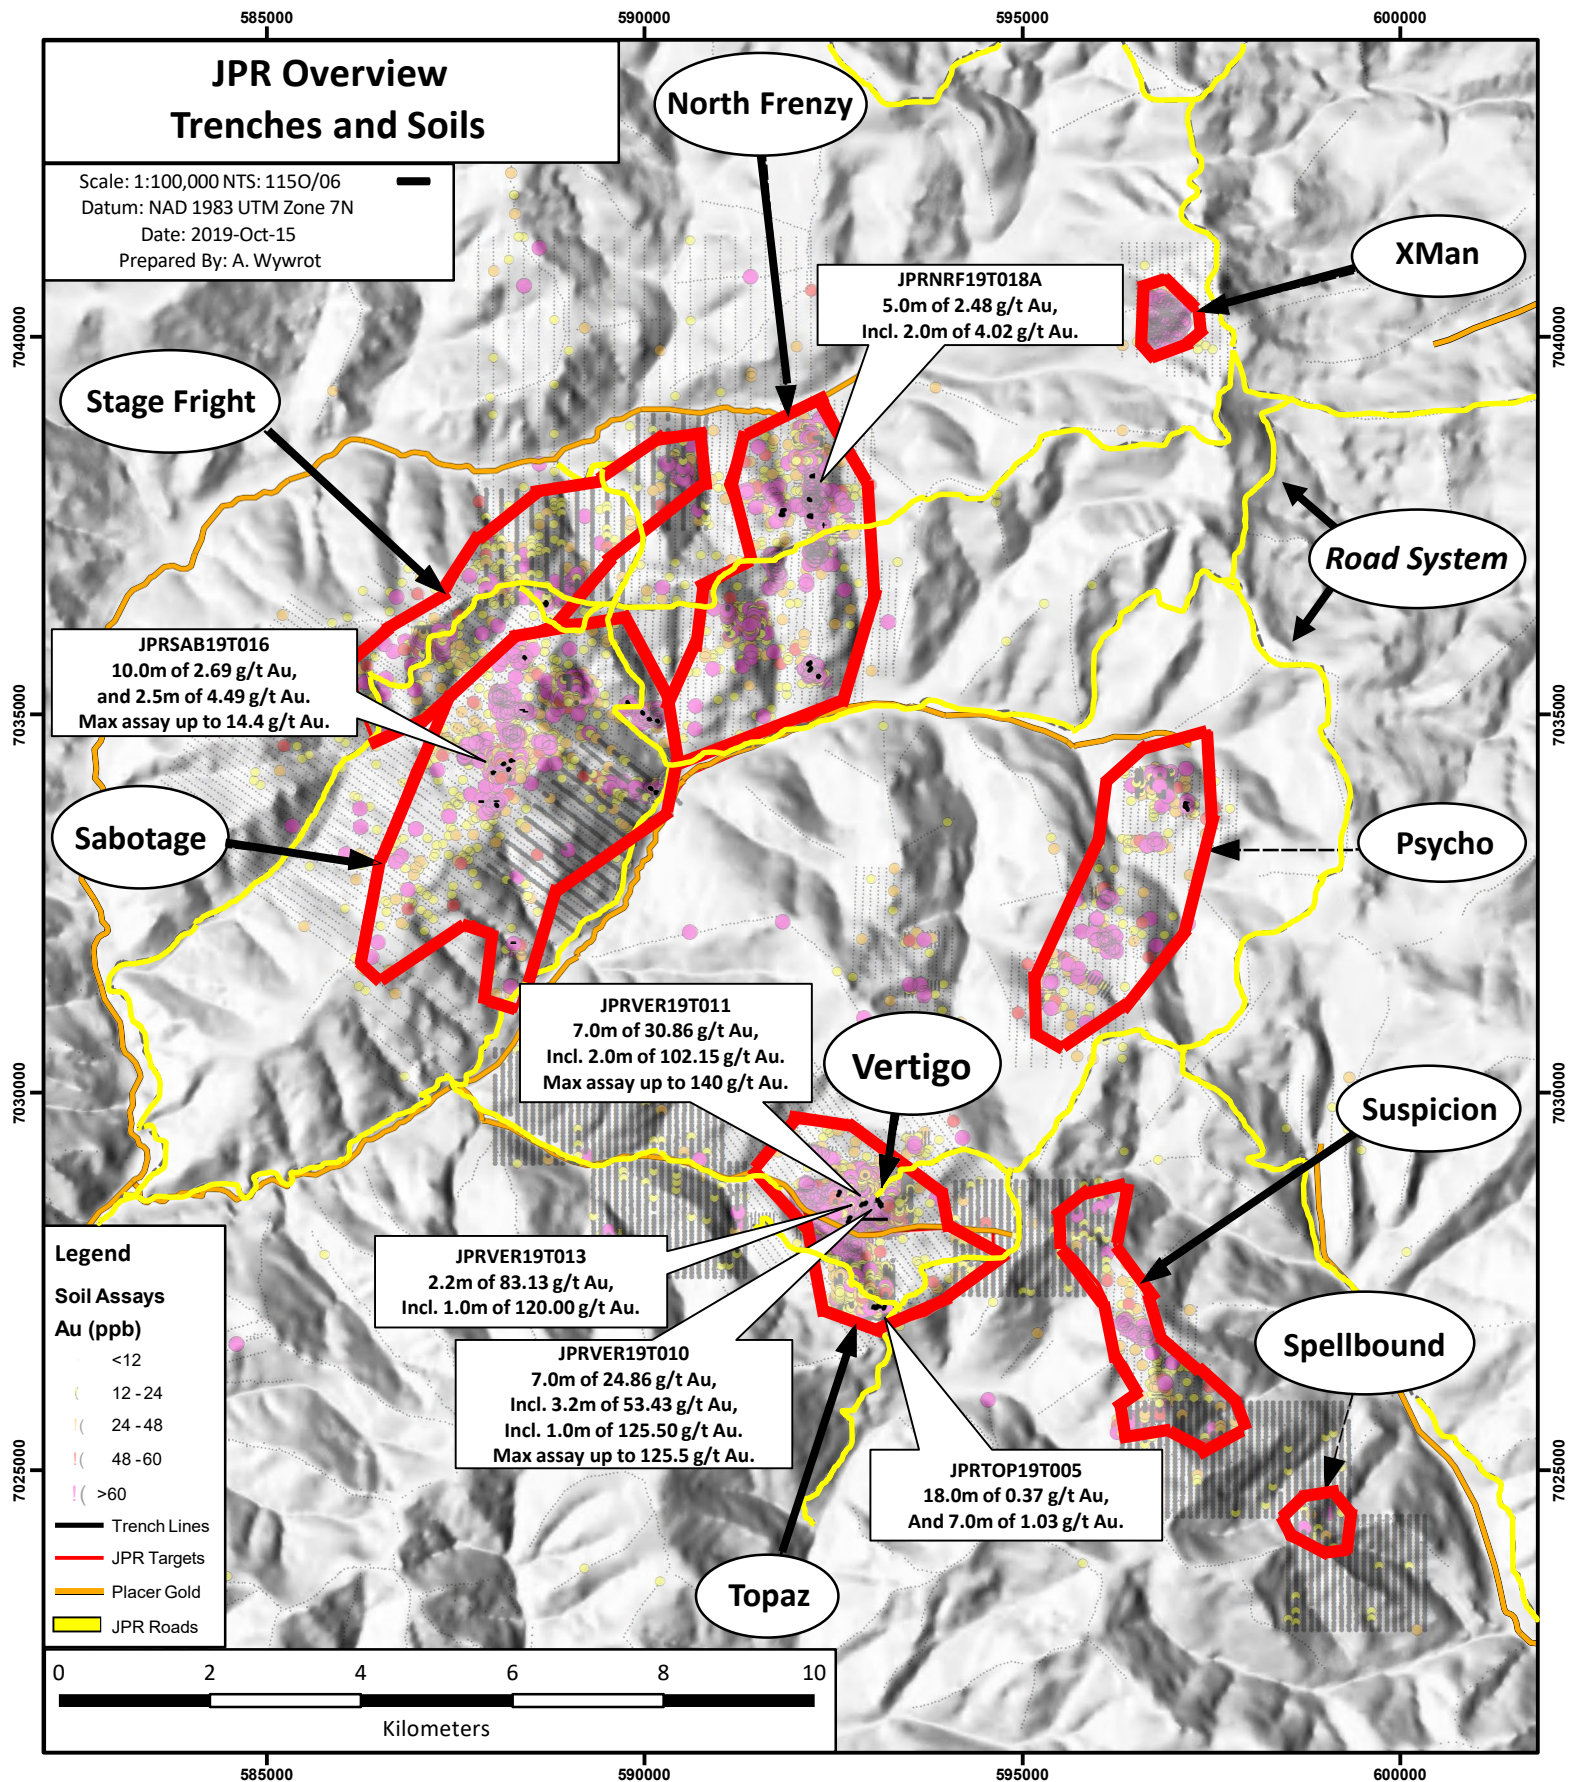 585000
590000
595000
600000
JPR Overview
Trenches and Soils
Scale: 1:100,000 NTS: 115O/06
Datum: NAD 1983 UTM Zone 7N
Date: 2019-Oct-15
Prepared By: A. Wywrot
North Frenzy
XMan
JPRNRF19T018A
5.0m of 2.48 g/t Au,
Incl. 2.0m of 4.02 g/t Au.
7040000
7040000
Stage Fright
Road System
JPRSAB19T016
10.0m of 2.69 g/t Au,
and 2.5m of 4.49 g/t Au.
Max assay up to 14.4 g/t Au.
7035000
7035000
Sabotage
Psycho
JPRVER19T011
7.0m of 30.86 g/t Au,
Incl. 2.0m of 102.15 g/t Au.
Max assay up to 140 g/t Au.
Vertigo
7030000
7030000
Suspicion
JPRVER19T013
2.2m of 83.13 g/t Au,
Incl. 1.0m of 120.00 g/t Au.
Spellbound
JPRVER19T010
7.0m of 24.86 g/t Au,
Incl. 3.2m of 53.43 g/t Au,
Incl. 1.0m of 125.50 g/t Au.
Max assay up to 125.5 g/t Au.
JPRTOP19T005
18.0m of 0.37 g/t Au,
And 7.0m of 1.03 g/t Au.
7025000
7025000
Topaz
Legend
Soil Assays
Au (ppb)
<12
( 12 - 24
!( 24 - 48
!( 48 - 60
!( >60
Trench Lines
JPR Targets
Placer Gold
JPR Roads
0 2 4 6 8 10
Kilometers
585000
590000
595000
600000